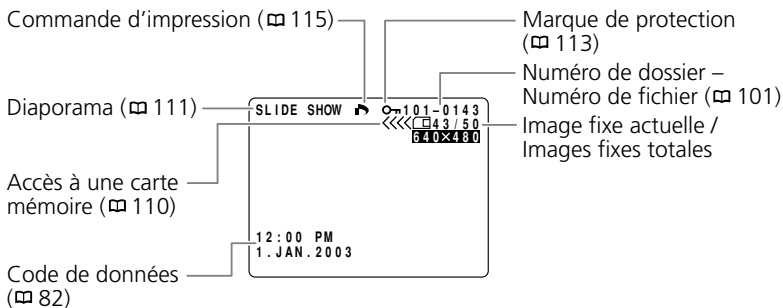 Commande d'impression (115)
Marque de protection
(113)
Numéro de dossier –
Numéro de fichier (101)
Diaporama (111)
SLIDE SHOW 101-0143
43/50
640×480
Image fixe actuelle /
Images fixes totales
Accès à une carte
mémoire (110)
12:00 PM
1.JAN.2003
Code de données
(82)